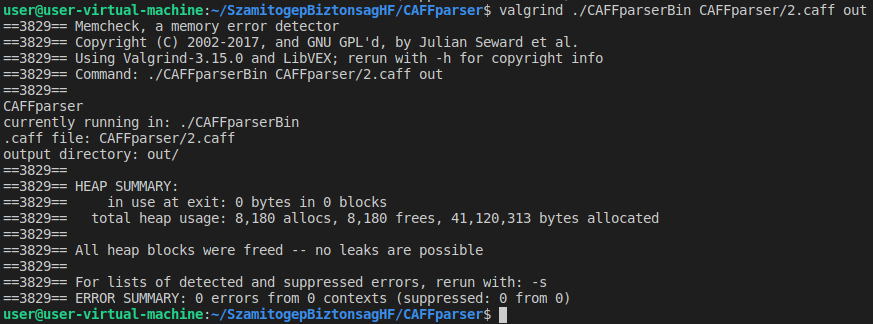 user@user-virtual-machine:~/SzamitogepBiztonsagHF/CAFFparser$ valgrind ./CAFFparserBin CAFFparser/2.caff out
==3829== Memcheck, a memory error detector
==3829== Copyright (C) 2002-2017, and GNU GPL'd, by Julian Seward et al.
==3829== Using Valgrind-3.15.0 and LibVEX; rerun with -h for copyright info
==3829== Command: ./CAFFparserBin CAFFparser/2.caff out
==3829==
CAFFparser
currently running in: ./CAFFparserBin
.caff file: CAFFparser/2.caff
output directory: out/
==3829==
==3829== HEAP SUMMARY:
==3829==     in use at exit: 0 bytes in 0 blocks
==3829==   total heap usage: 8,180 allocs, 8,180 frees, 41,120,313 bytes allocated
==3829==
==3829== All heap blocks were freed -- no leaks are possible
==3829==
==3829== For lists of detected and suppressed errors, rerun with: -s
==3829== ERROR SUMMARY: 0 errors from 0 contexts (suppressed: 0 from 0)
user@user-virtual-machine:~/SzamitogepBiztonsagHF/CAFFparser$